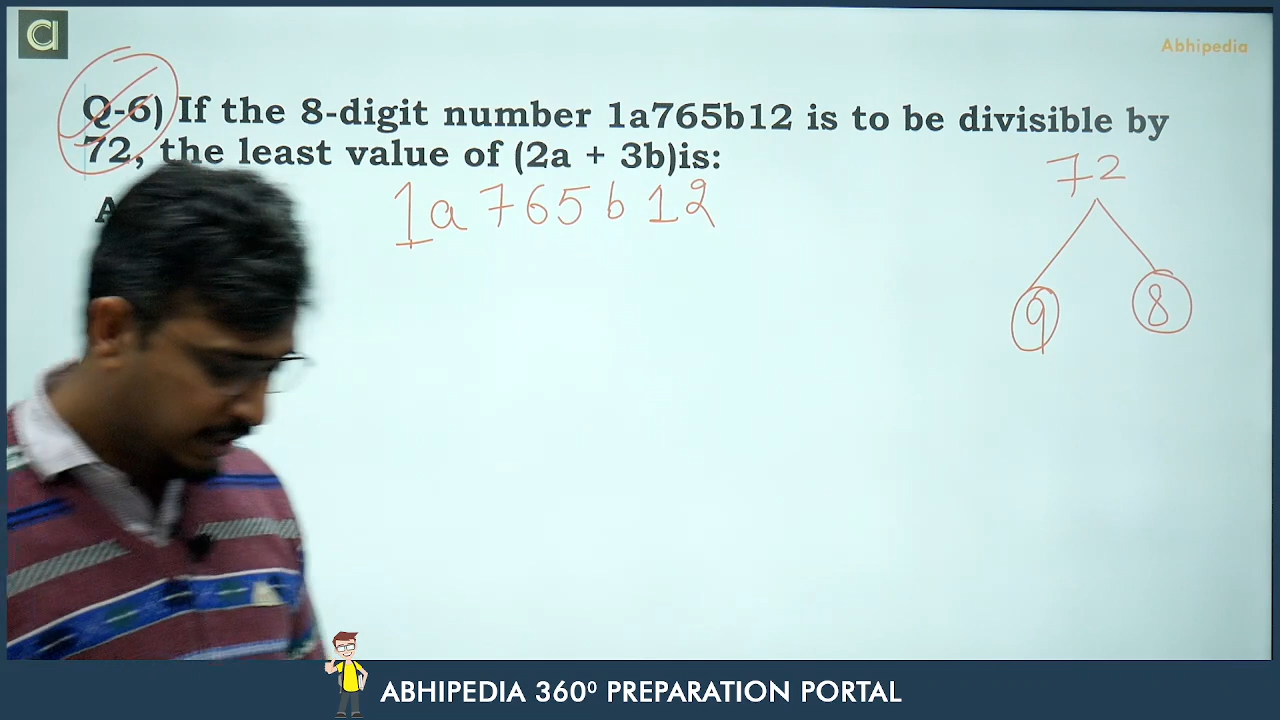 Abhipedia
Q-6) If the 8-digit number 1a765b12 is to be divisible by
72, the least value of (2a + 3b)is:
A
1a765b12
72
9 8
ABHIPEDIA 360⁰ PREPARATION PORTAL